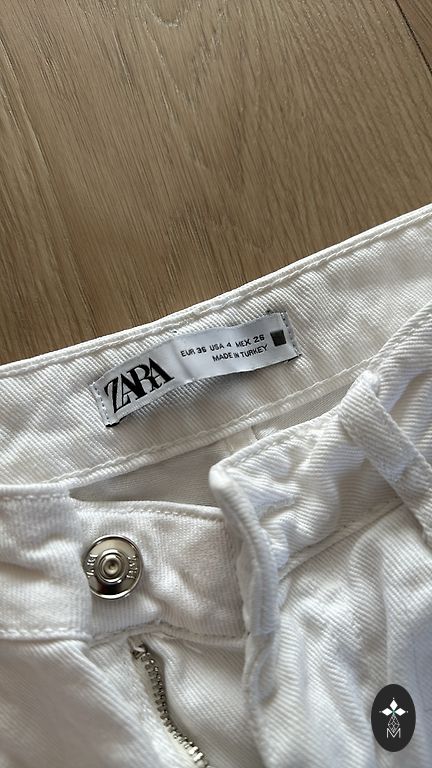 ZARA
EUR 36 USA 4 MEX. 26
MADE IN TURKEY
M